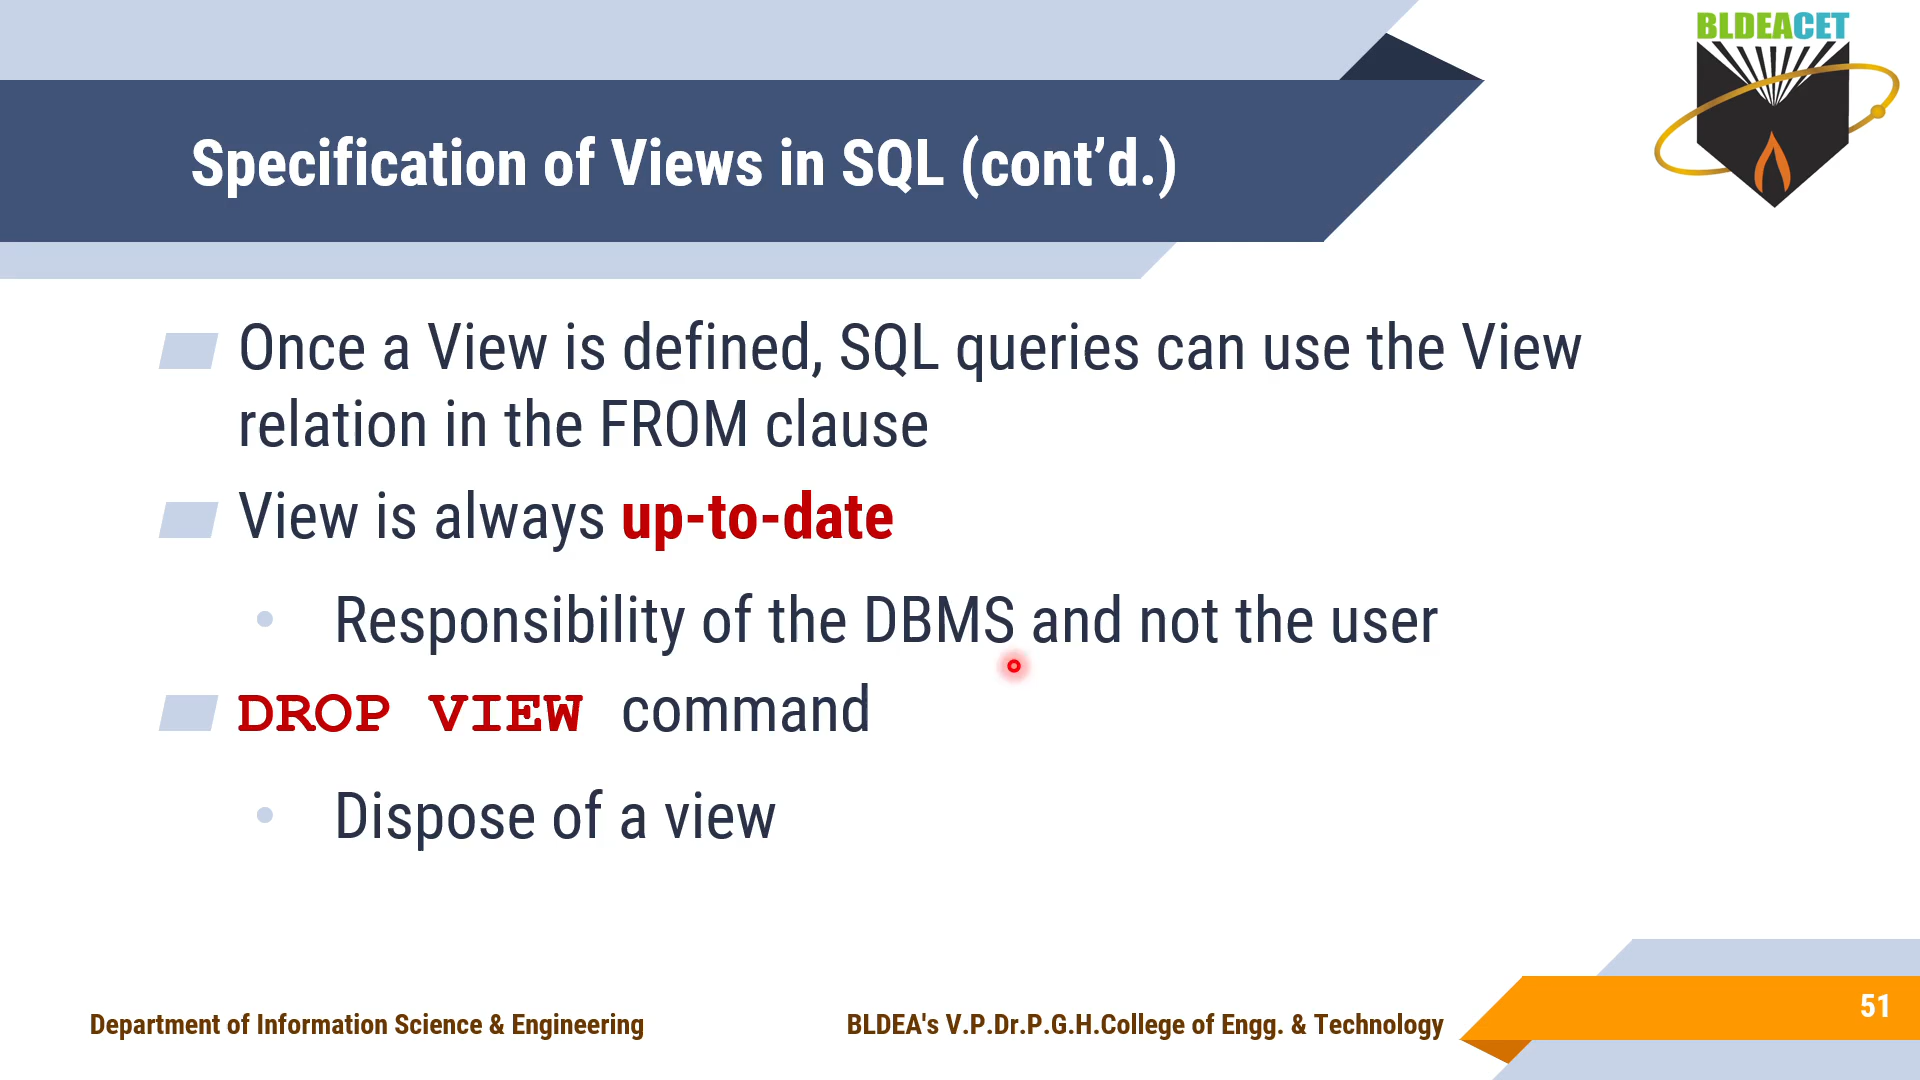 BLDEACET
Specification of Views in SQL (cont’d.)
Once a View is defined, SQL queries can use the View
relation in the FROM clause
View is always up-to-date
• Responsibility of the DBMS and not the user
DROP VIEW command
• Dispose of a view
Department of Information Science & Engineering
BLDEA's V.P.Dr.P.G.H.College of Engg. & Technology
51